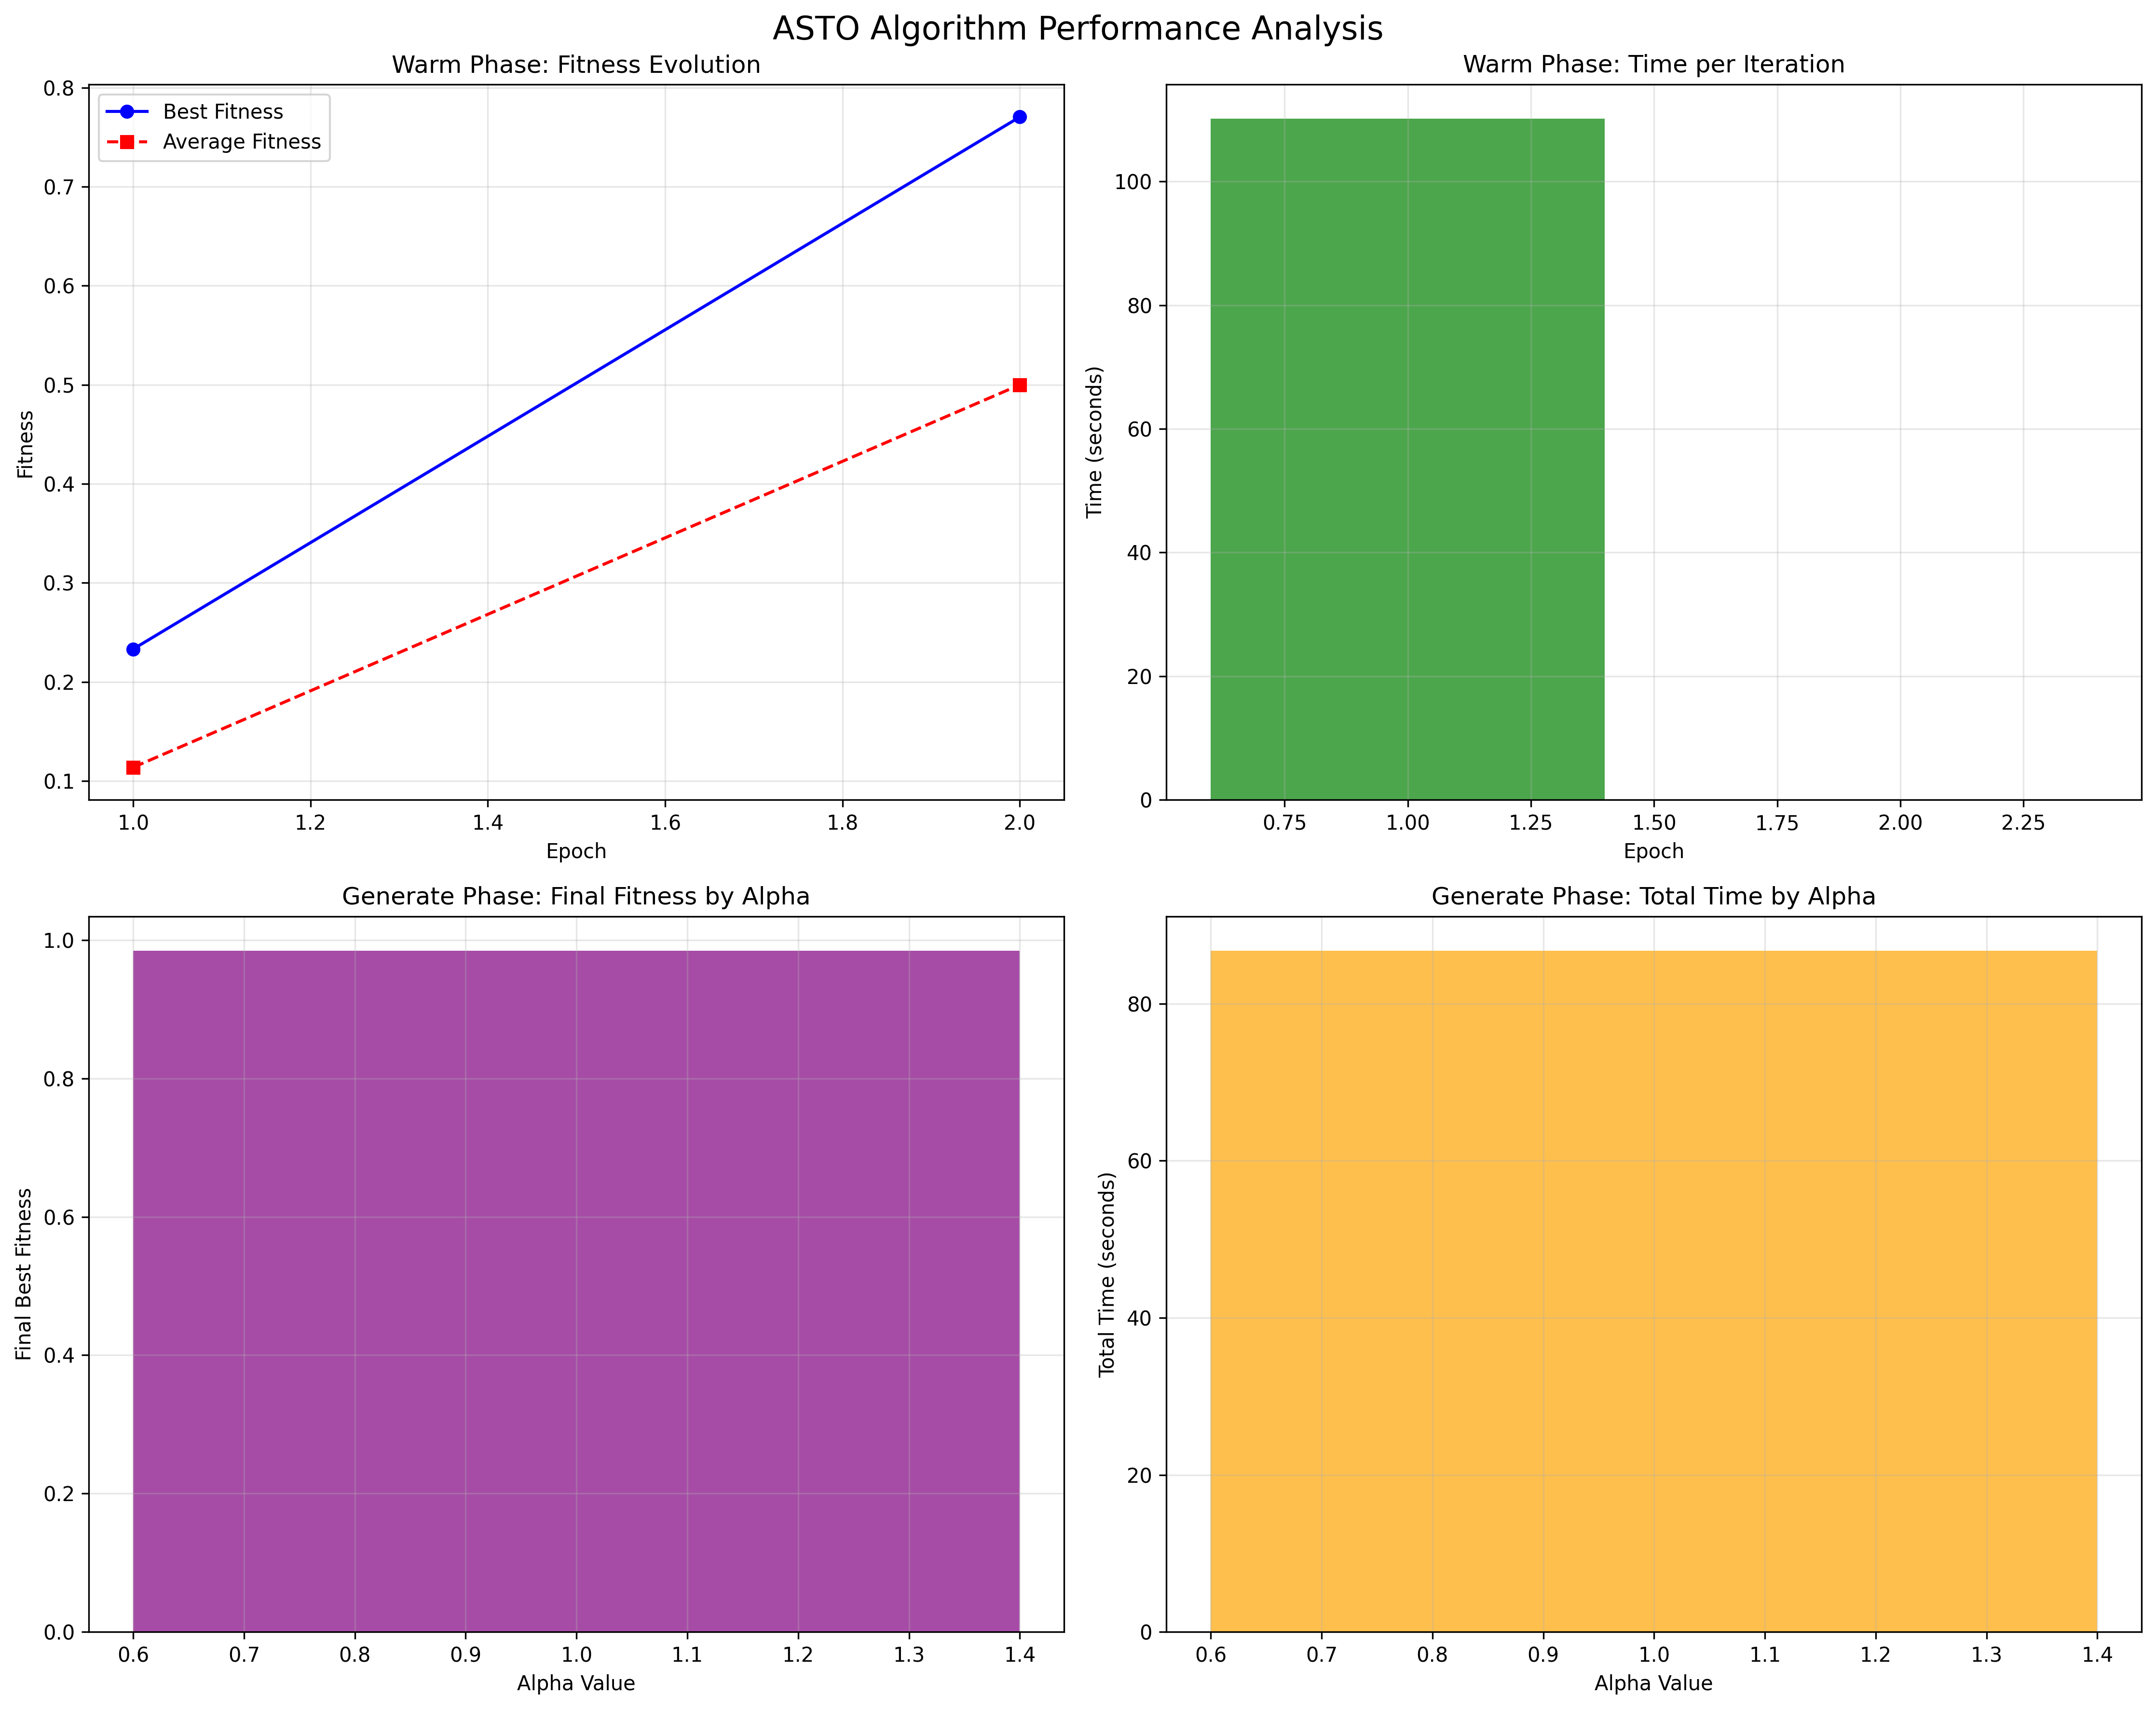 ASTO Algorithm Performance Analysis
Warm Phase: Fitness Evolution
Best Fitness
Average Fitness
0.8
0.7
0.6
0.5
0.4
0.3
0.2
0.1
Fitness
1.0 1.2 1.4 1.6 1.8 2.0
Epoch
Warm Phase: Time per Iteration
100
80
60
40
20
0
Time (seconds)
0.75 1.00 1.25 1.50 1.75 2.00 2.25
Epoch
Generate Phase: Final Fitness by Alpha
1.0
0.8
0.6
0.4
0.2
0.0
Final Best Fitness
0.6 0.7 0.8 0.9 1.0 1.1 1.2 1.3 1.4
Alpha Value
Generate Phase: Total Time by Alpha
80
60
40
20
0
Total Time (seconds)
0.6 0.7 0.8 0.9 1.0 1.1 1.2 1.3 1.4
Alpha Value